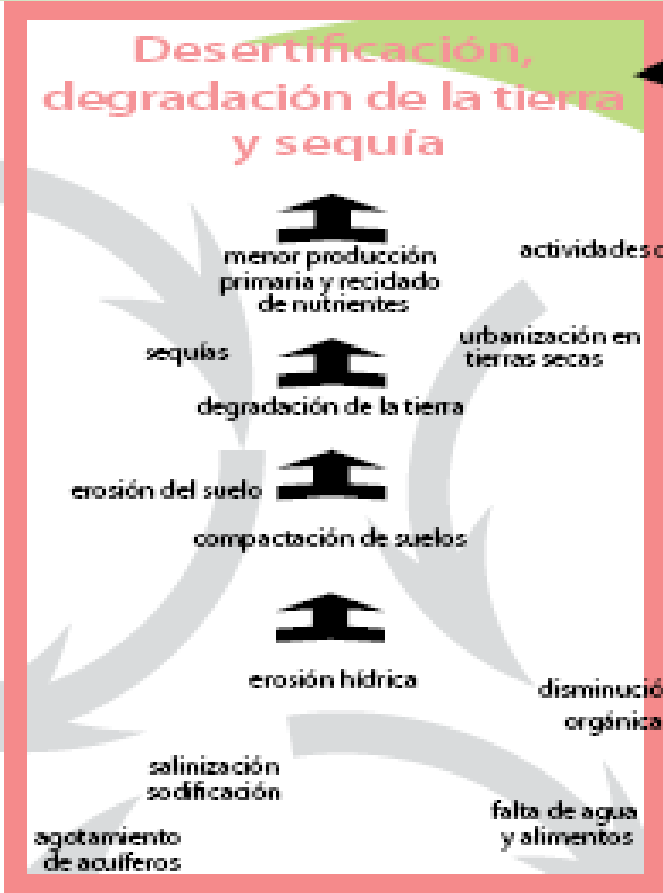 Desertificación,
degradación de la tierra
y sequía
menor producción
primaria y reciclado
de nutrientes
actividades
urbanización en
tierras secas
sequías
degradación de la tierra
erosión del suelo
compactación de suelos
erosión hídrica
disminució
orgánica
salinización
sodificación
falta de agua
y alimentos
agotamiento
de acuíferos